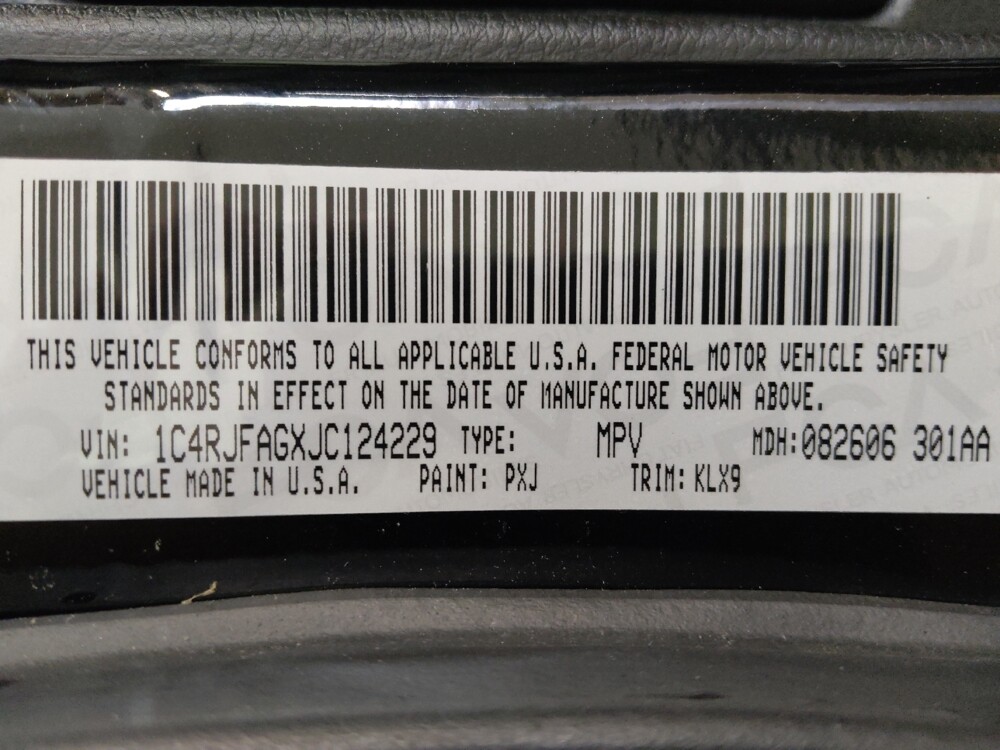 THIS VEHICLE CONFORMS TO ALL APPLICABLE U.S.A. FEDERAL MOTOR VEHICLE SAFETY
STANDARDS IN EFFECT ON THE DATE OF MANUFACTURE SHOWN ABOVE.
VIN: 1C4RJFAGXJC124229 TYPE: MPV MDH:082606 301AA
VEHICLE MADE IN U.S.A. PAINT: PXJ TRIM: KLX9